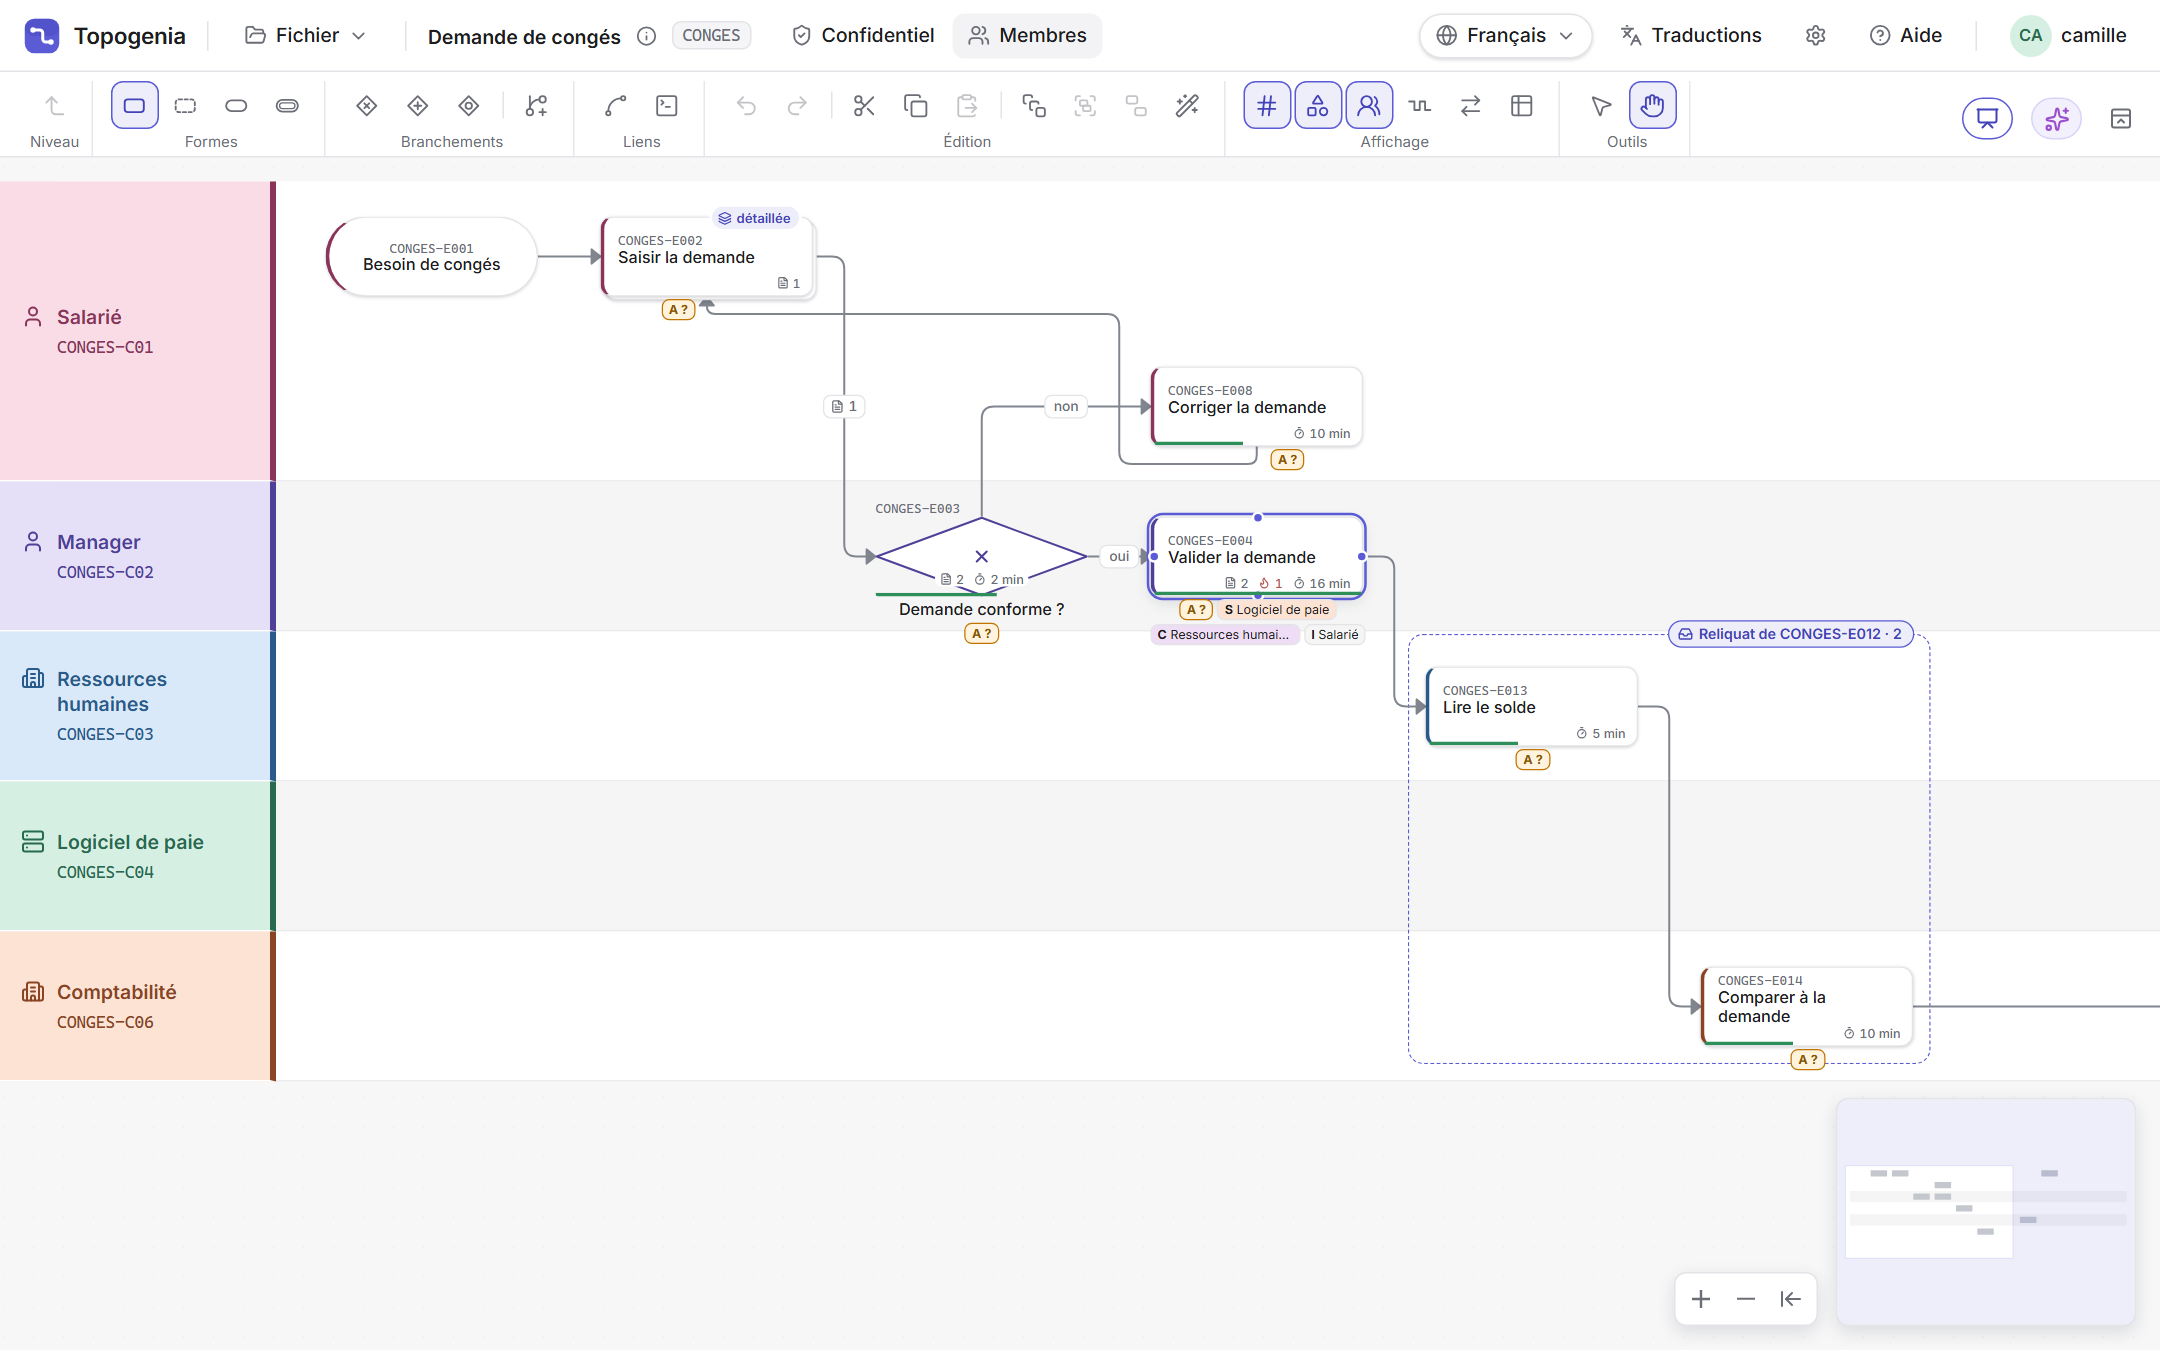 Topogenia
Fichier
Demande de congés
CONGES
Confidentiel
Membres
Français
Traductions
Aide
CA
camille
Niveau
Formes
Branchements
Liens
Édition
Affichage
Outils
Salarié
CONGES-C01
CONGES-E001
Besoin de congés
détaillée
CONGES-E002
Saisir la demande
1
A ?
1
non
CONGES-E008
Corriger la demande
10 min
A ?
Manager
CONGES-C02
CONGES-E003
2 2 min
Demande conforme ?
A ?
oui
CONGES-E004
Valider la demande
2 1 16 min
A ? S Logiciel de paie
C Ressources humai... I Salarié
Ressources
humaines
CONGES-C03
Reliquat de CONGES-E012 · 2
CONGES-E013
Lire le solde
5 min
A ?
Logiciel de paie
CONGES-C04
Comptabilité
CONGES-C06
CONGES-E014
Comparer à la
demande
10 min
A ?